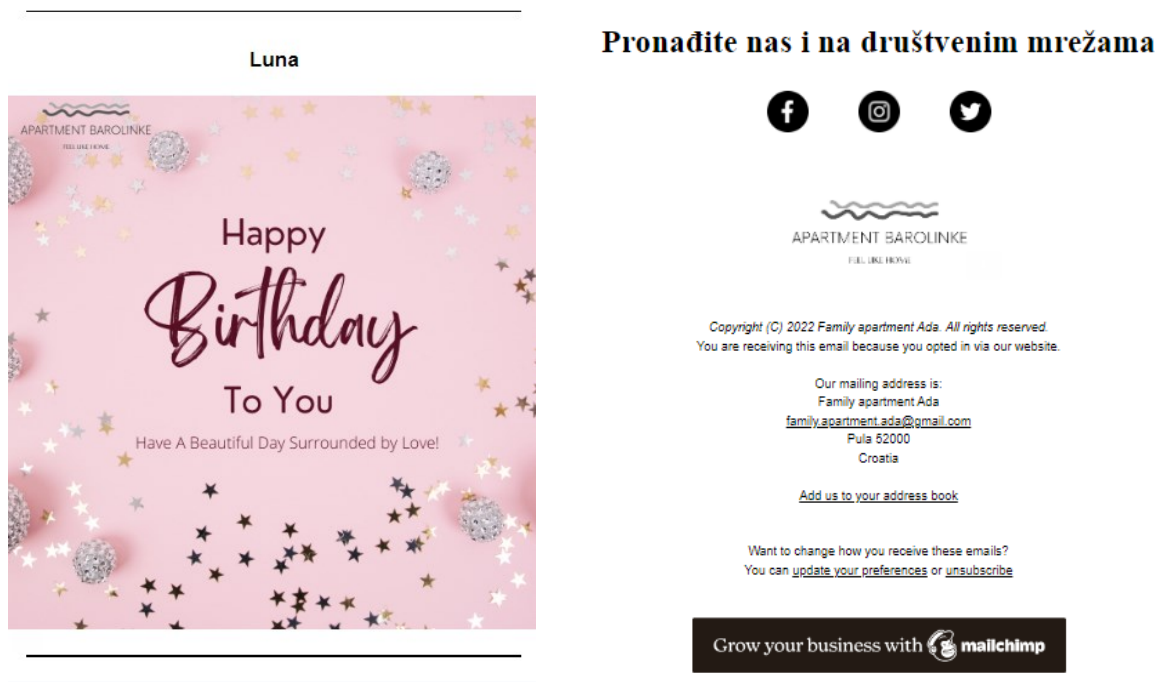 Luna
APARTMENT BAROLINKE
FEEL LIKE HOME
Happy
Birthday
To You
Have A Beautiful Day Surrounded by Love!
Pronađite nas i na društvenim mrežama
APARTMENT BAROLINKE
FEEL LIKE HOME
Copyright (C) 2022 Family apartment Ada. All rights reserved.
You are receiving this email because you opted in via our website.
Our mailing address is:
Family apartment Ada
family.apartment.ada@gmail.com
Pula 52000
Croatia
Add us to your address book
Want to change how you receive these emails?
You can update your preferences or unsubscribe
Grow your business with mailchimp